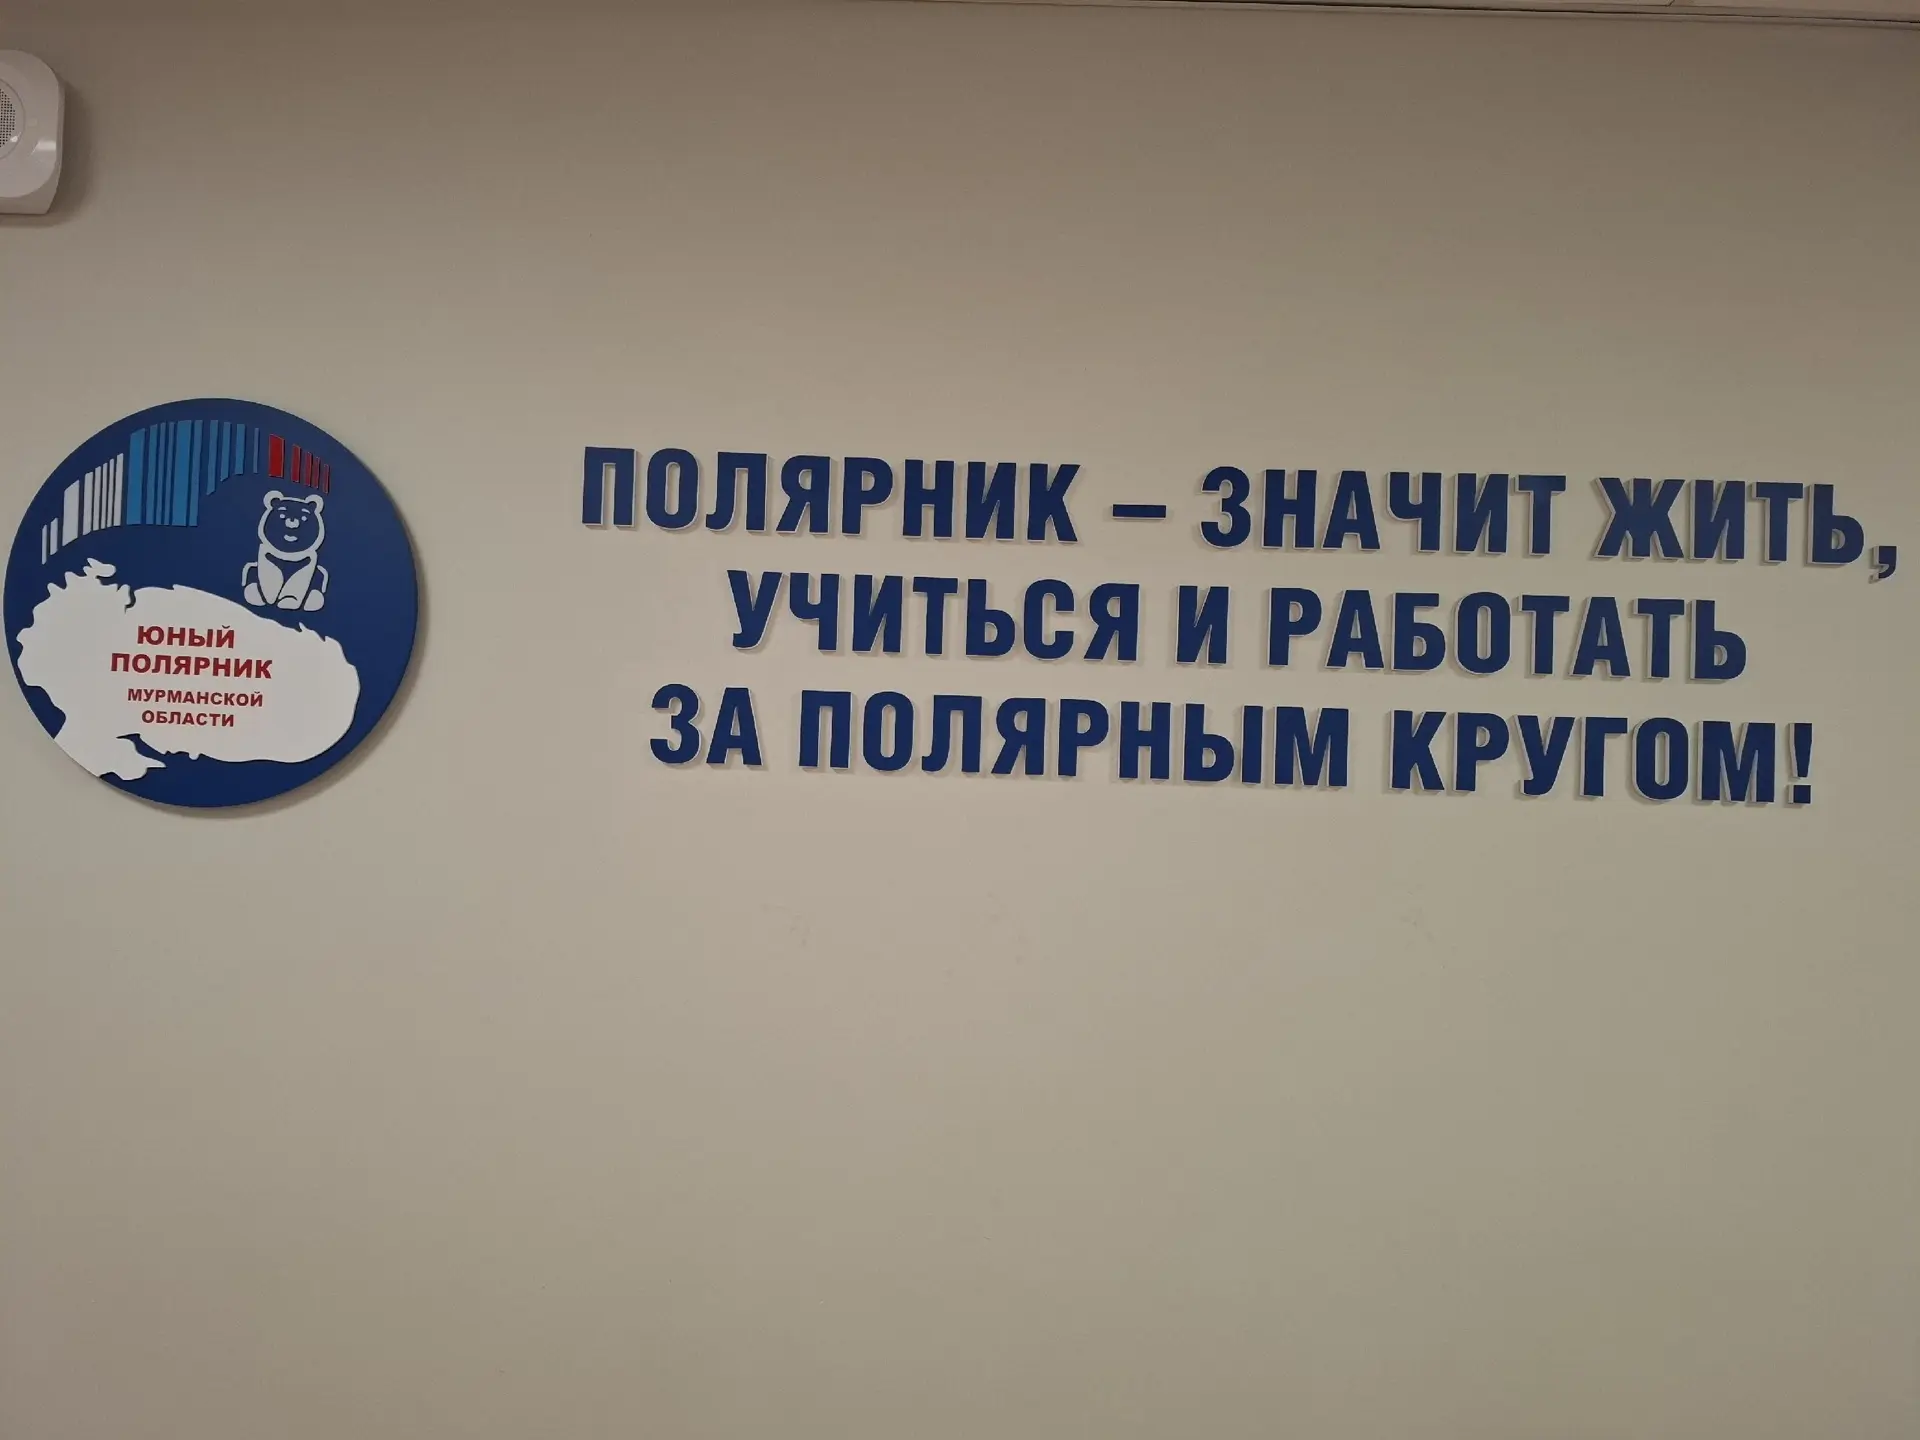 ЮНЫЙ
ПОЛЯРНИК
МУРМАНСКОЙ
ОБЛАСТИ
ПОЛЯРНИК – ЗНАЧИТ ЖИТЬ,
УЧИТЬСЯ И РАБОТАТЬ
ЗА ПОЛЯРНЫМ КРУГОМ!